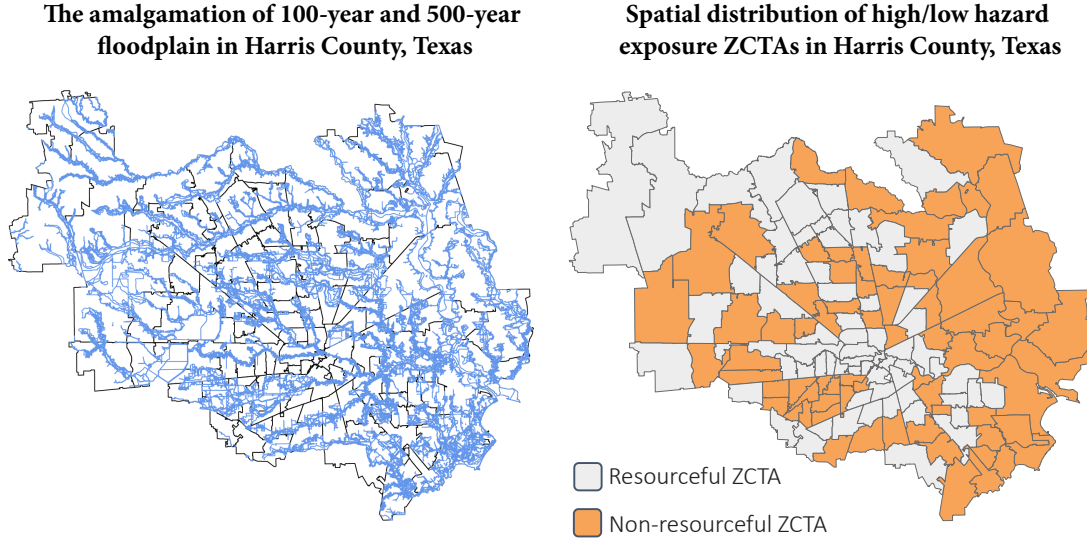 The amalgamation of 100-year and 500-year
floodplain in Harris County, Texas
Spatial distribution of high/low hazard
exposure ZCTAs in Harris County, Texas
Resourceful ZCTA
Non-resourceful ZCTA